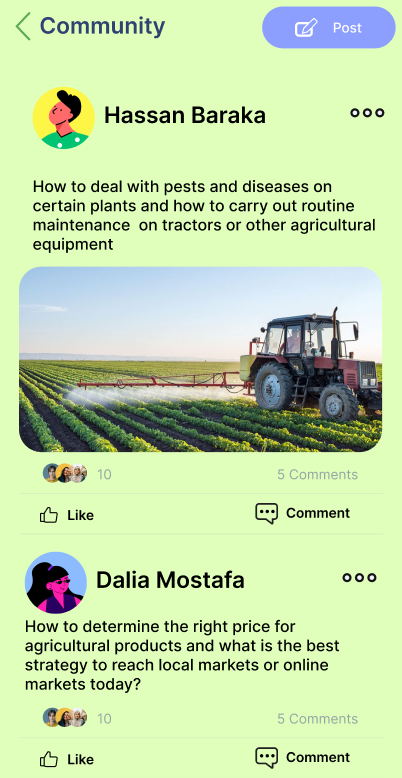 Community
Post
Hassan Baraka
How to deal with pests and diseases on
certain plants and how to carry out routine
maintenance on tractors or other agricultural
equipment
10
5 Comments
Like
Comment
Dalia Mostafa
How to determine the right price for
agricultural products and what is the best
strategy to reach local markets or online
markets today?
10
5 Comments
Like
Comment